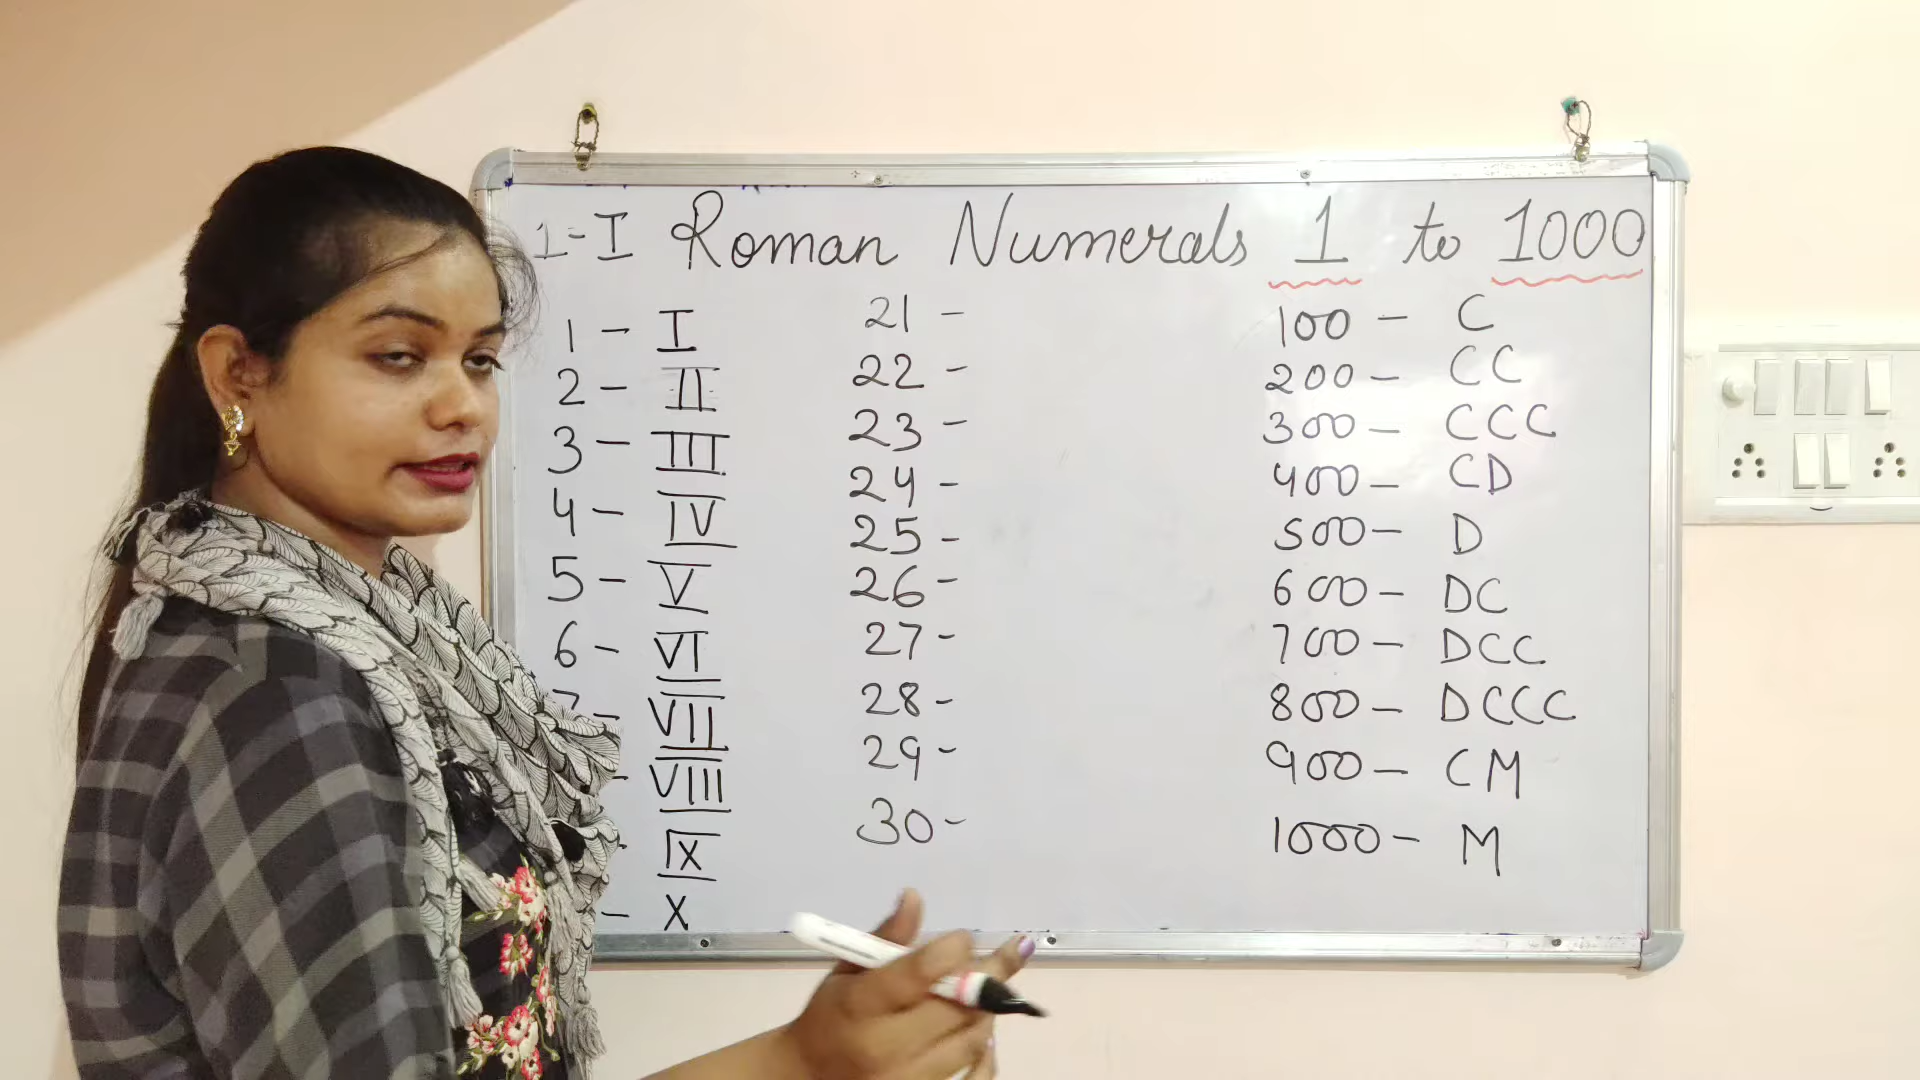 1-I Roman Numerals 1 to 1000
1 - I
2 - II
3 - III
4 - IV
5 - V
6 - VI
7 - VII
- VIII
- IX
- X
21 -
22 -
23 -
24 -
25 -
26 -
27 -
28 -
29 -
30 -
100 - C
200 - CC
300 - CCC
400 - CD
500 - D
600 - DC
700 - DCC
800 - DCCC
900 - CM
1000 - M